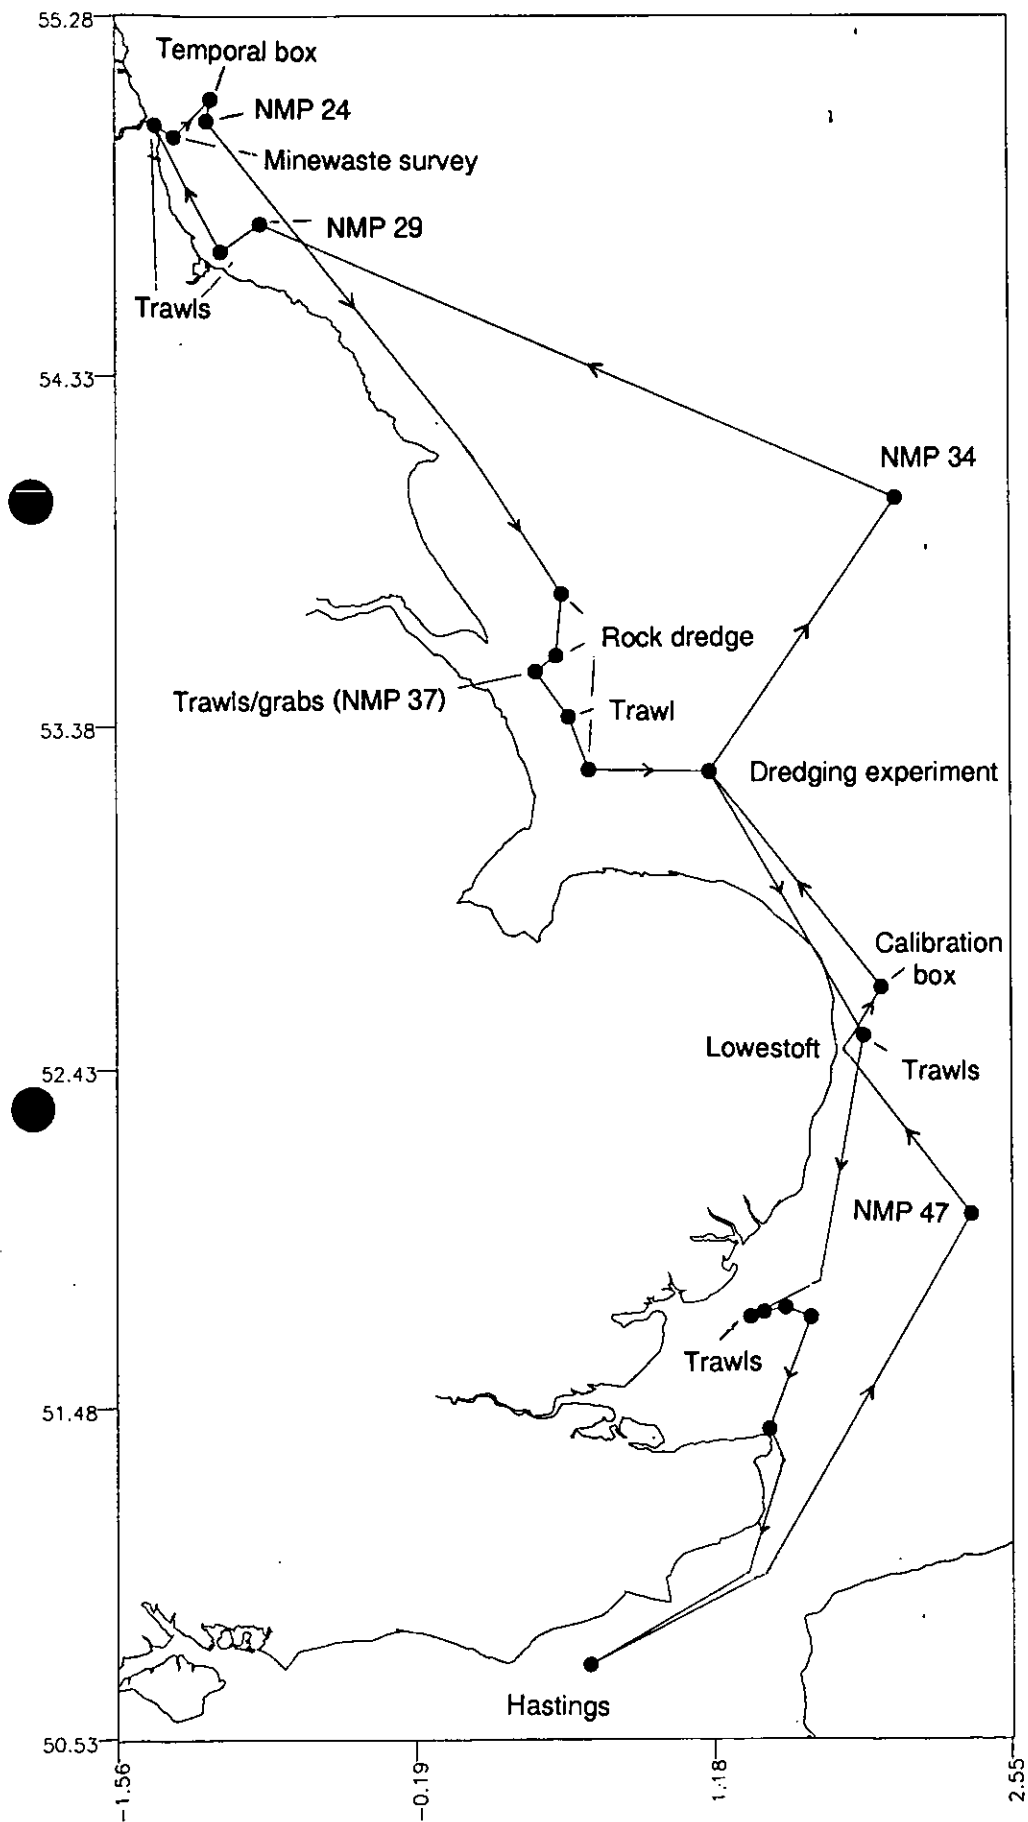 55.28
Temporal box
NMP 24
Minewaste survey
NMP 29
Trawls
54.33
NMP 34
Rock dredge
Trawls/grabs (NMP 37)
Trawl
53.38
Dredging experiment
Calibration
box
Lowestoft
Trawls
52.43
NMP 47
Trawls
51.48
Hastings
50.53
-1.56
-0.19
1.18
2.55